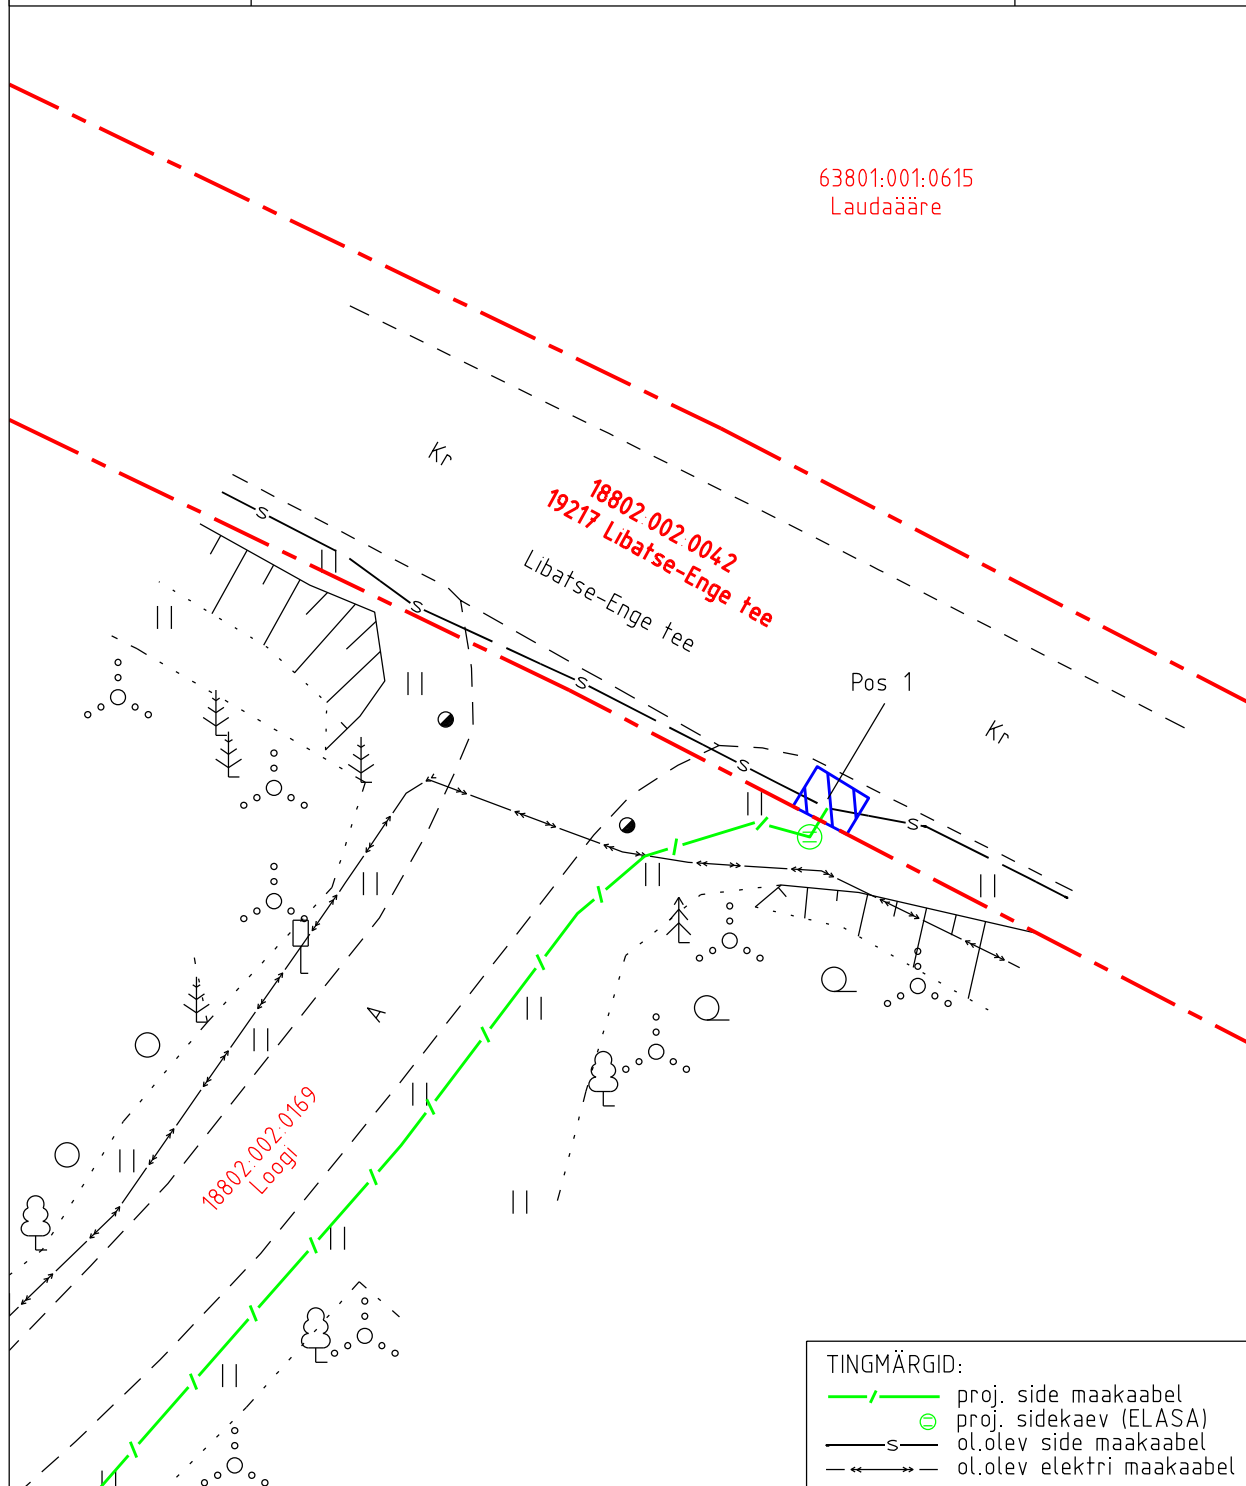 63801:001:0615
Laudaääre
Kr
18802:002:0042
19217 Libatse-Enge tee
Libatse-Enge tee
S
S
S
Pos 1
Kr
S
S
A
18802:002:0169
Loogi
TINGMÄRGID:
proj. side maakaabel
proj. sidekaev (ELASA)
S
ol.olev side maakaabel
ol.olev elektri maakaabel